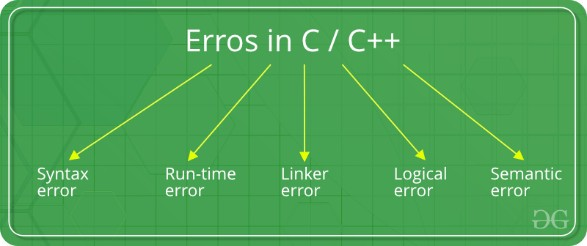 Erros in C / C++
Syntax
error
Run-time
error
Linker
error
Logical
error
Semantic
error
GG